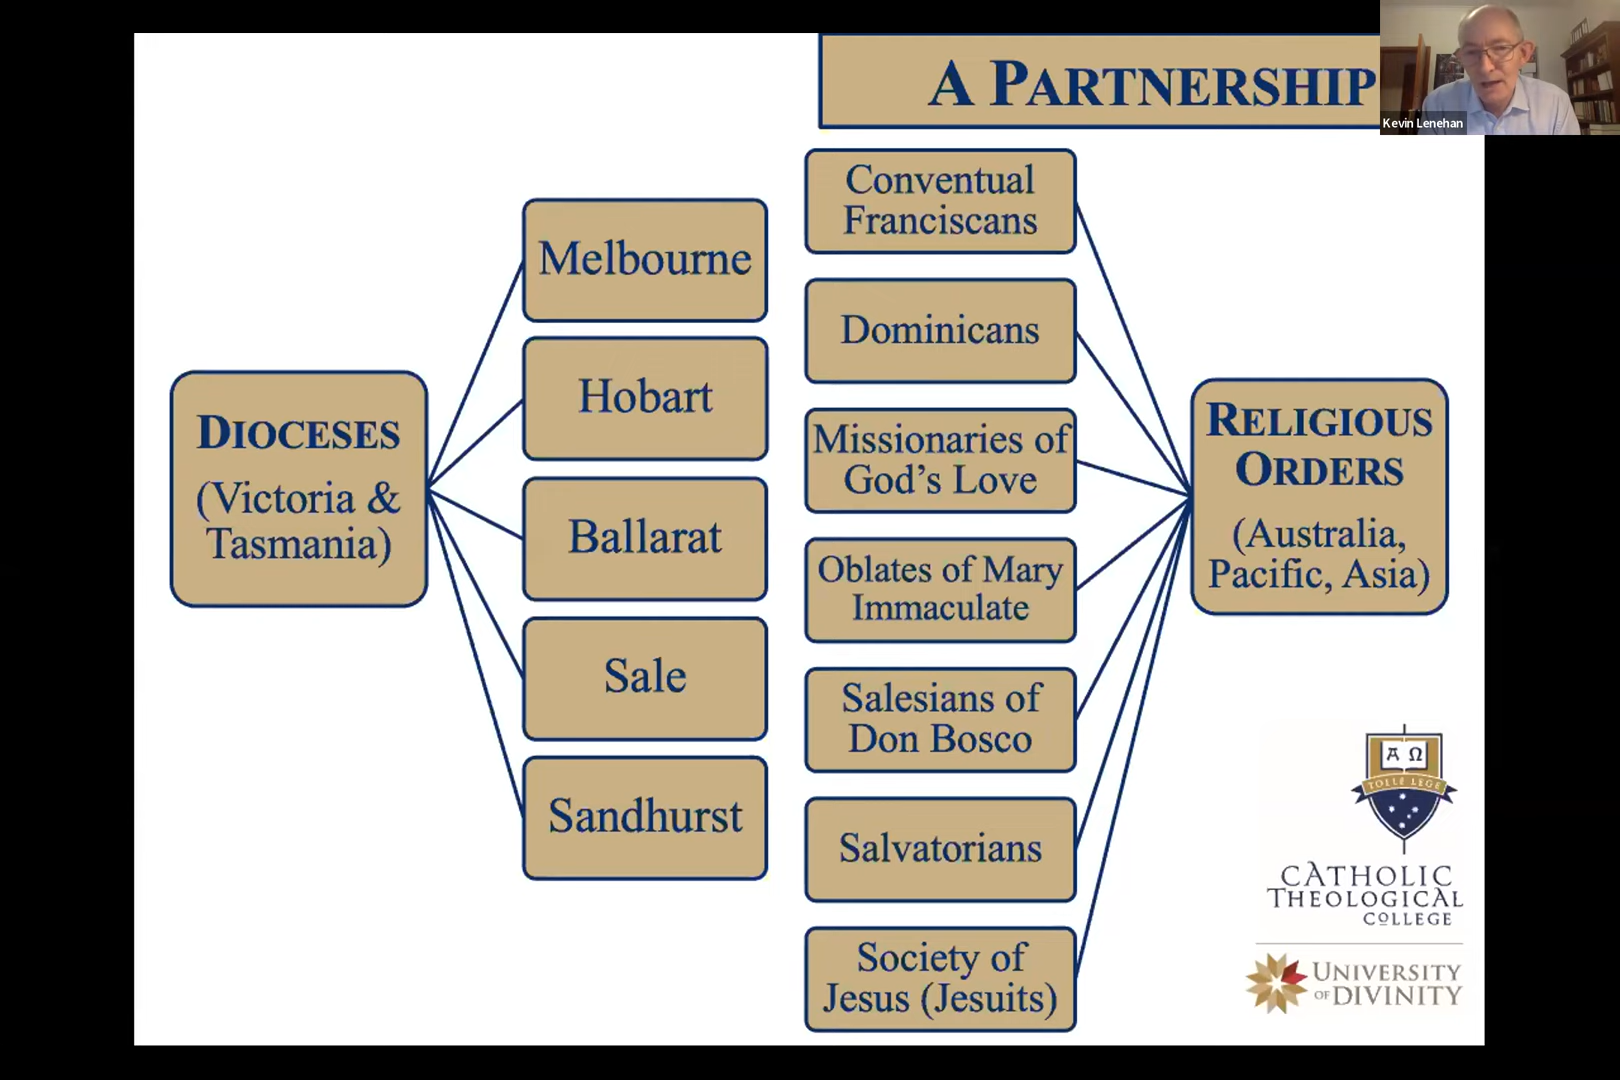 A PARTNERSHIP
Kevin Lenehan
DIOCESES
(Victoria &
Tasmania)
Melbourne
Hobart
Ballarat
Sale
Sandhurst
Conventual
Franciscans
Dominicans
Missionaries of
God's Love
Oblates of Mary
Immaculate
Salesians of
Don Bosco
Salvatorians
Society of
Jesus (Jesuits)
RELIGIOUS
ORDERS
(Australia,
Pacific, Asia)
A Ω
TOLLE LEGE
CATHOLIC
THEOLOGICAL
COLLEGE
UNIVERSITY
OF DIVINITY